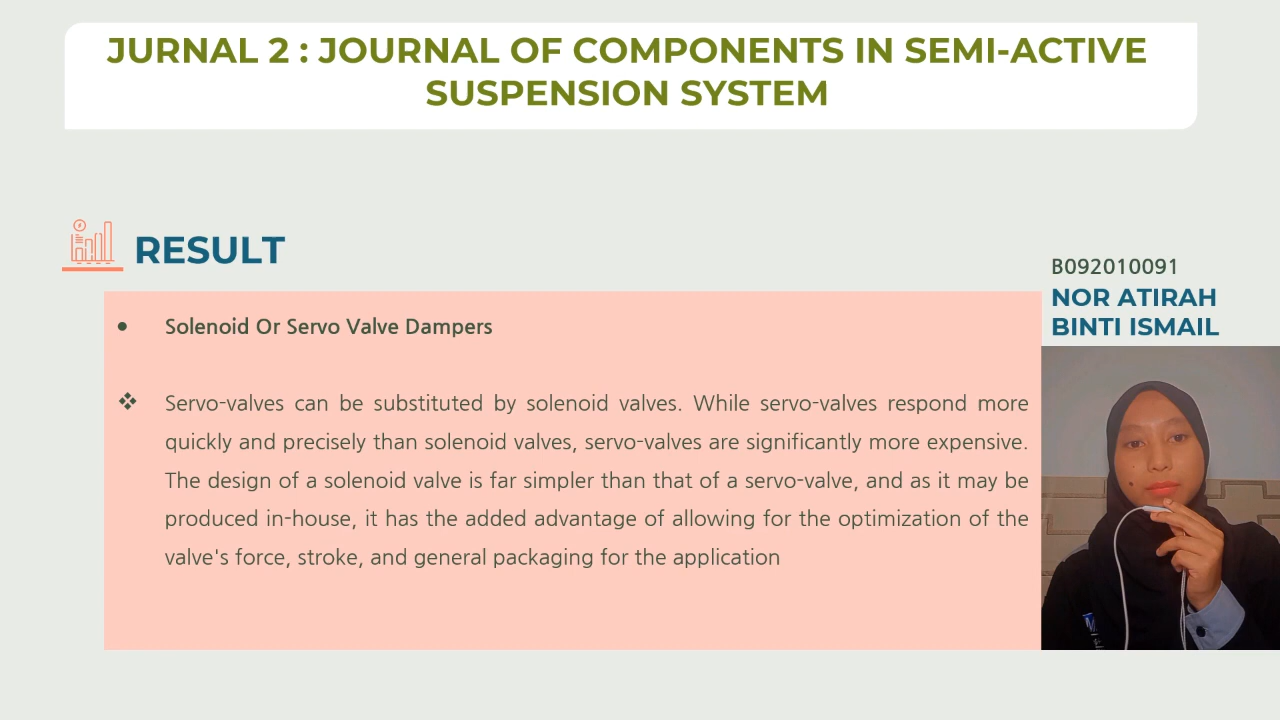 JURNAL 2 : JOURNAL OF COMPONENTS IN SEMI-ACTIVE
SUSPENSION SYSTEM
RESULT
B092010091
NOR ATIRAH
BINTI ISMAIL
• Solenoid Or Servo Valve Dampers
❖ Servo-valves can be substituted by solenoid valves. While servo-valves respond more
quickly and precisely than solenoid valves, servo-valves are significantly more expensive.
The design of a solenoid valve is far simpler than that of a servo-valve, and as it may be
produced in-house, it has the added advantage of allowing for the optimization of the
valve's force, stroke, and general packaging for the application